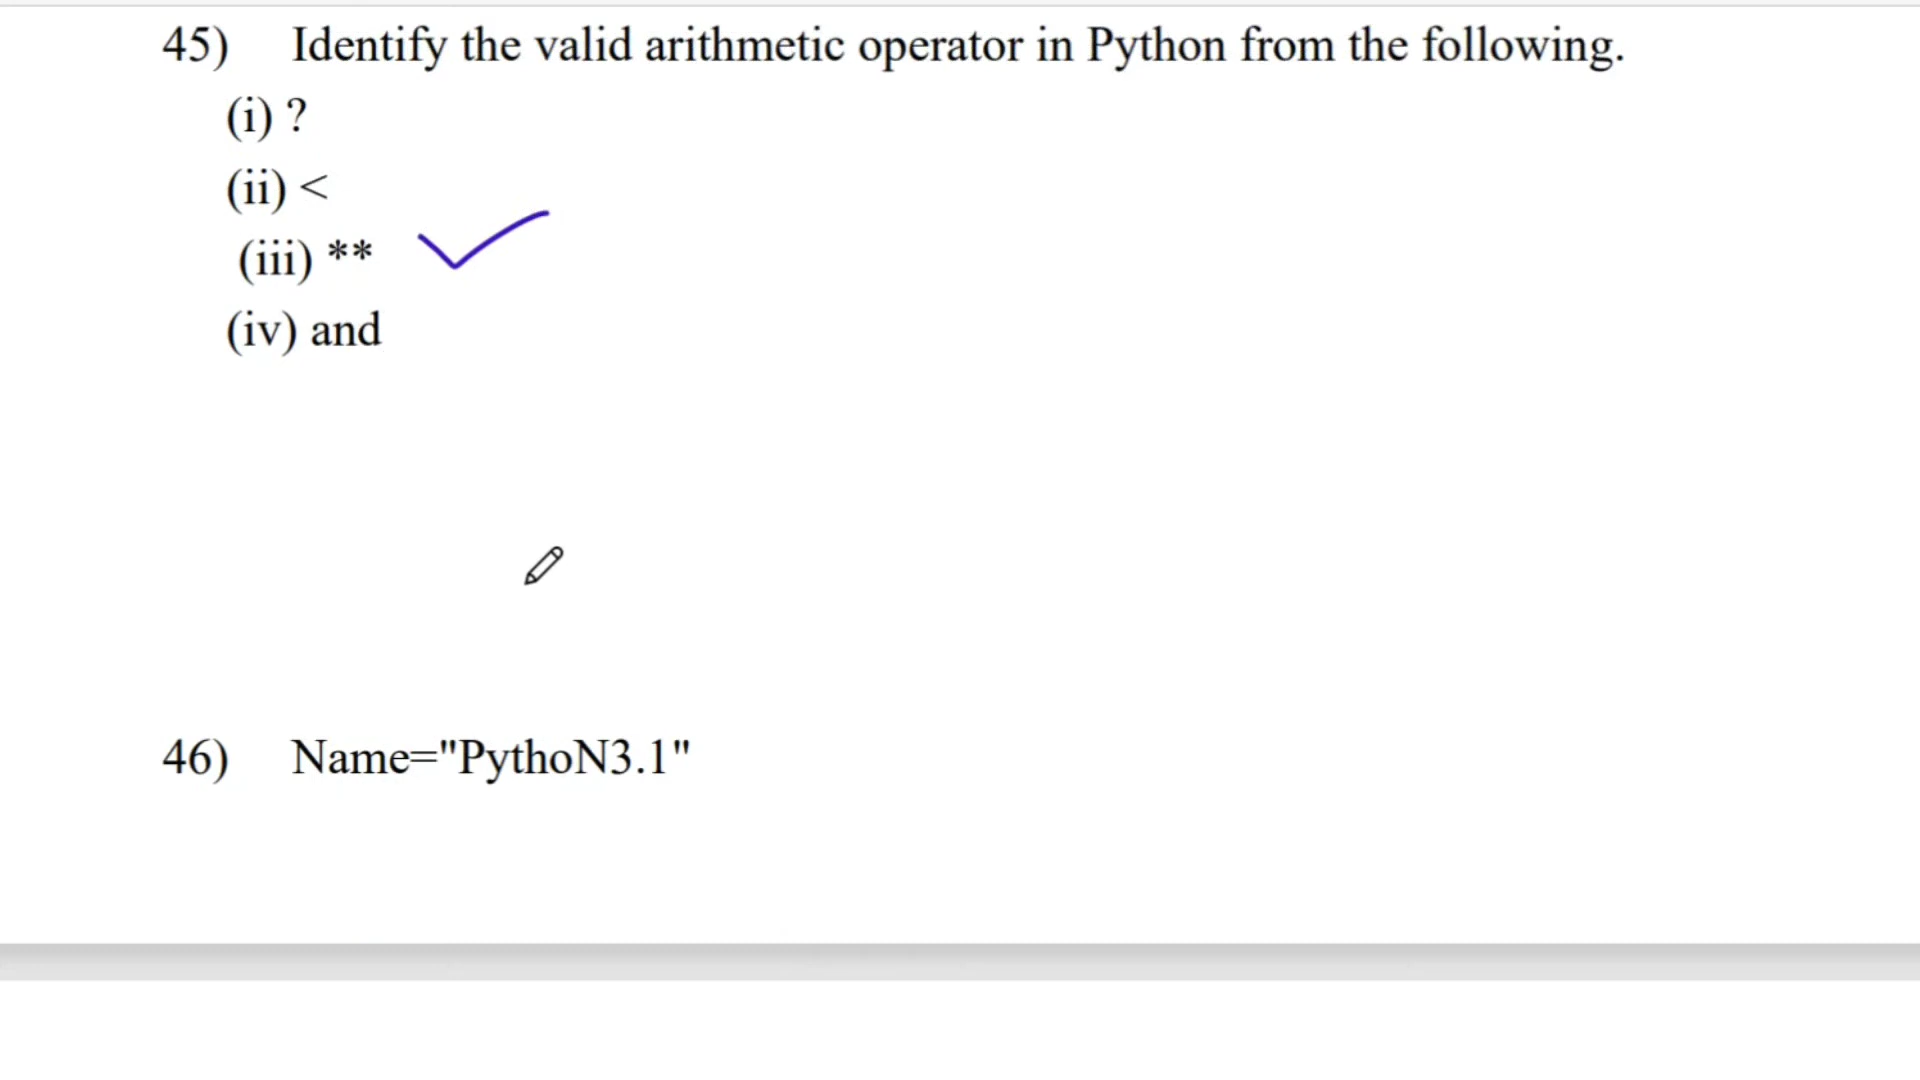 45) Identify the valid arithmetic operator in Python from the following.
(i) ?
(ii) <
(iii) **
(iv) and
46) Name="PythoN3.1"